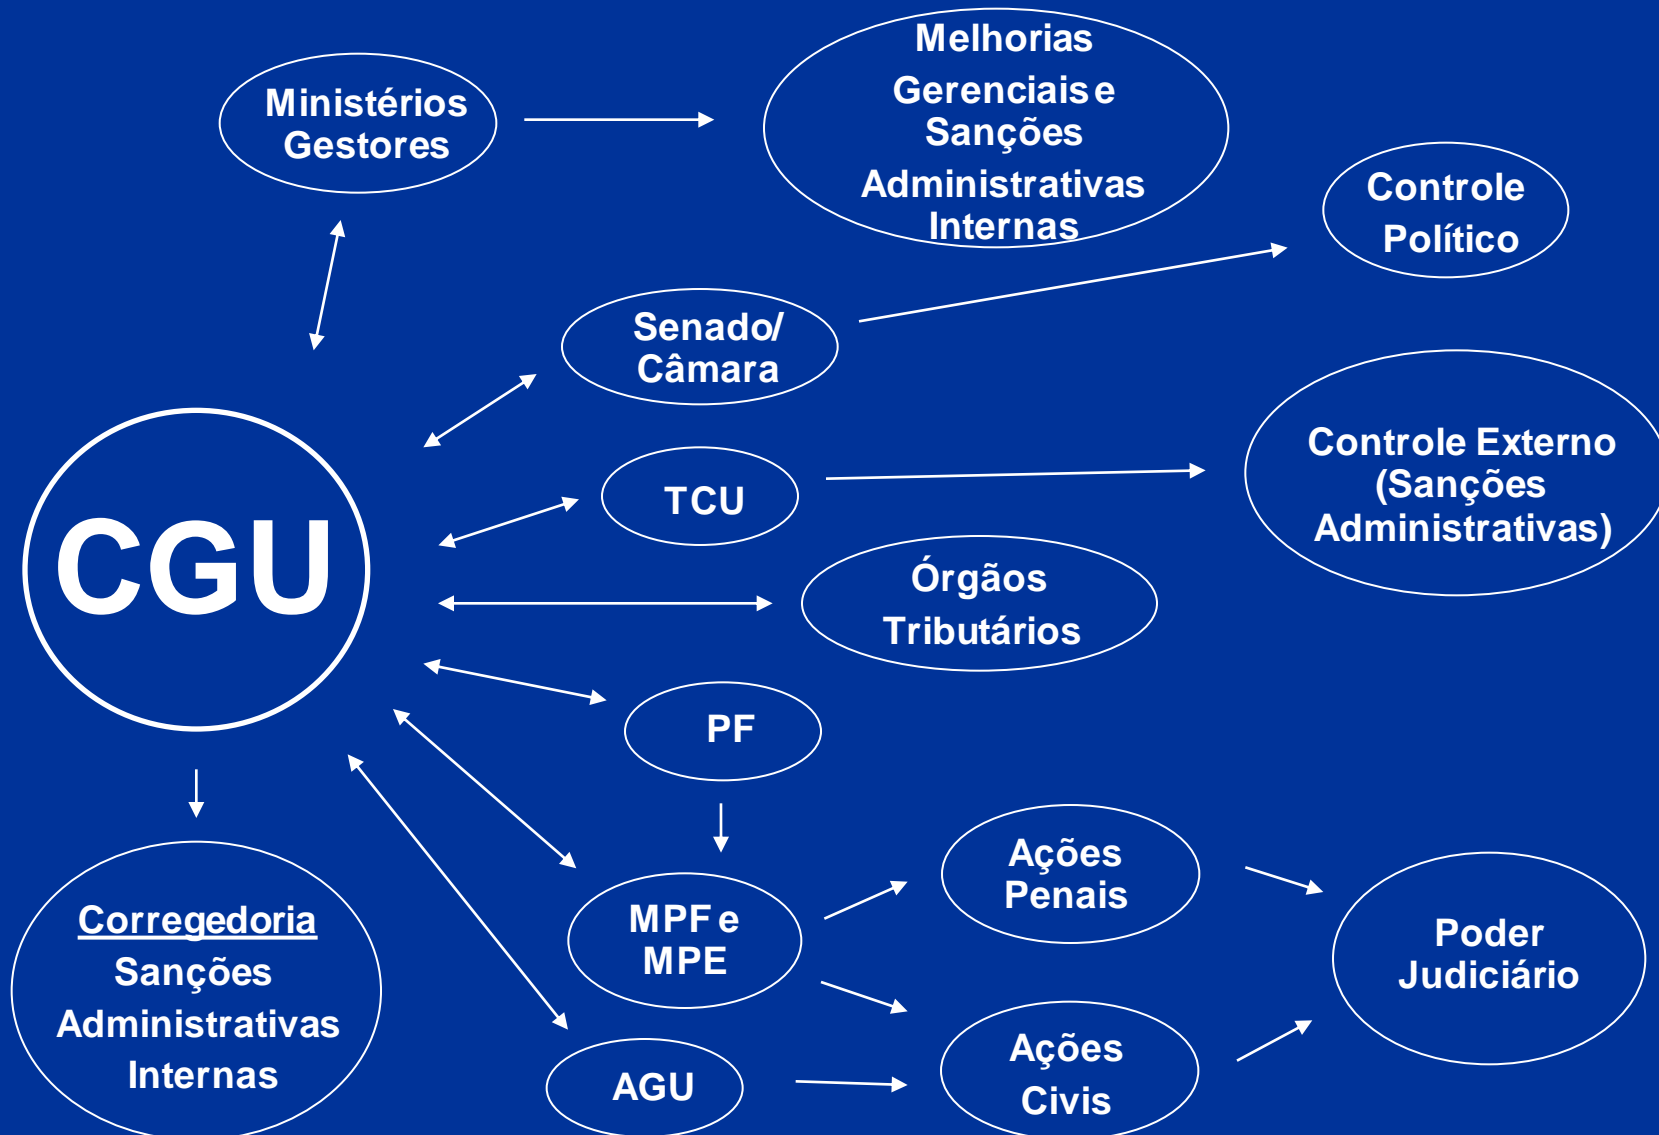 Melhorias
Gerenciais e
Sanções
Administrativas
Internas
Ministérios
Gestores
Controle
Político
Senado/
Câmara
Controle Externo
(Sanções
Administrativas)
TCU
CGU
Órgãos
Tributários
PF
Ações
Penais
MPF e
MPE
Poder
Judiciário
Corregedoria
Sanções
Administrativas
Internas
Ações
Civis
AGU